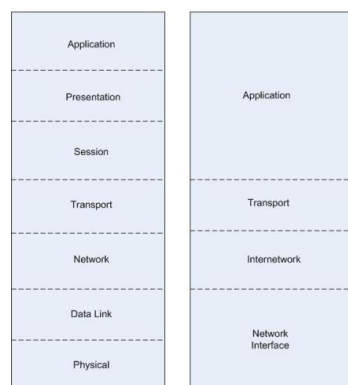 Application
Presentation
Session
Transport
Network
Data Link
Physical
Application
Transport
Internetwork
Network
Interface